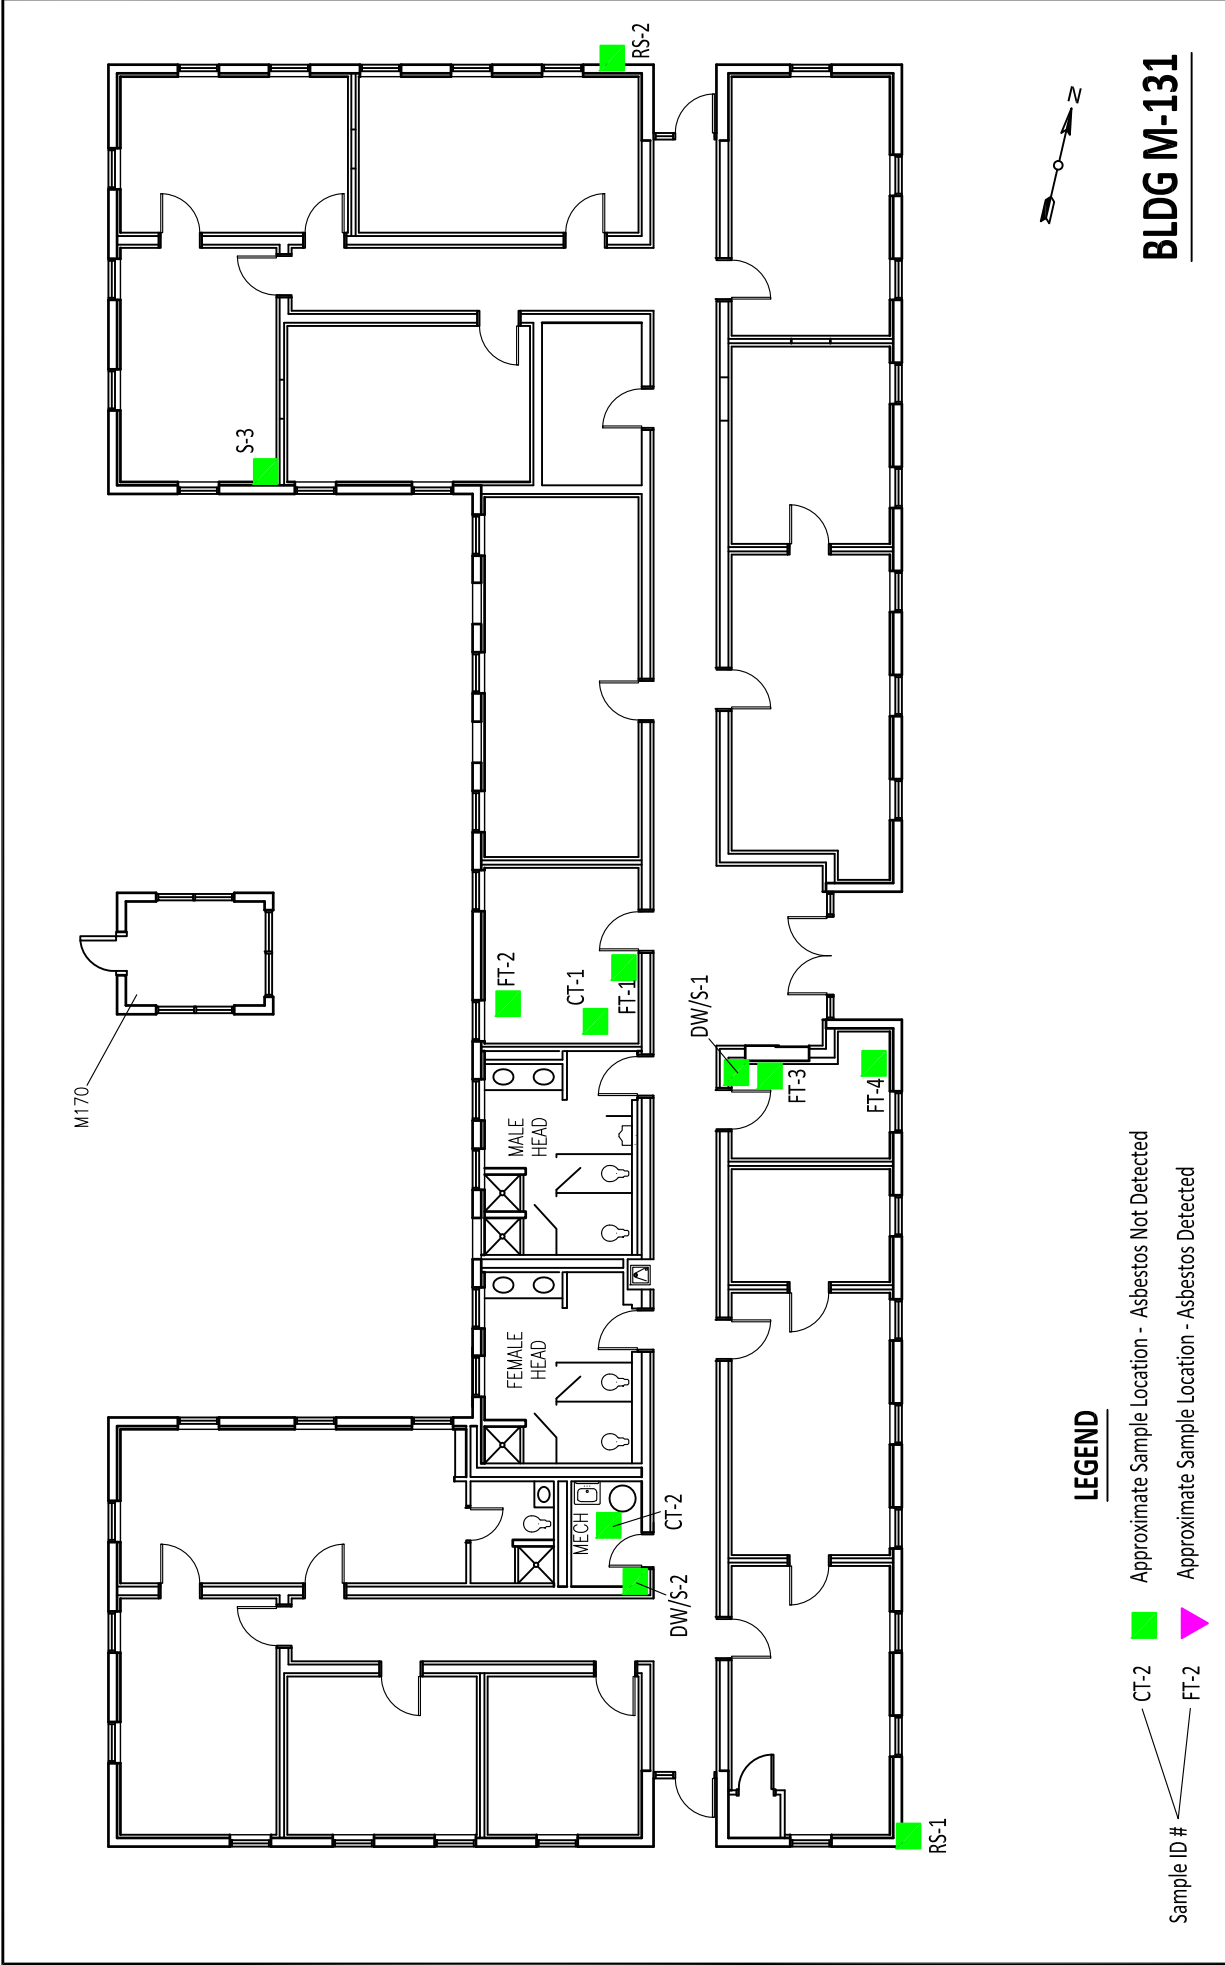 RS-2
S-3
M170
FT-2
CT-1
FT-1
DW/S-1
FT-3
FT-4
MALE
HEAD
FEMALE
HEAD
MECH
CT-2
DW/S-2
RS-1
N
BLDG M-131
LEGEND
Sample ID #
CT-2 Approximate Sample Location - Asbestos Not Detected
FT-2 Approximate Sample Location - Asbestos Detected